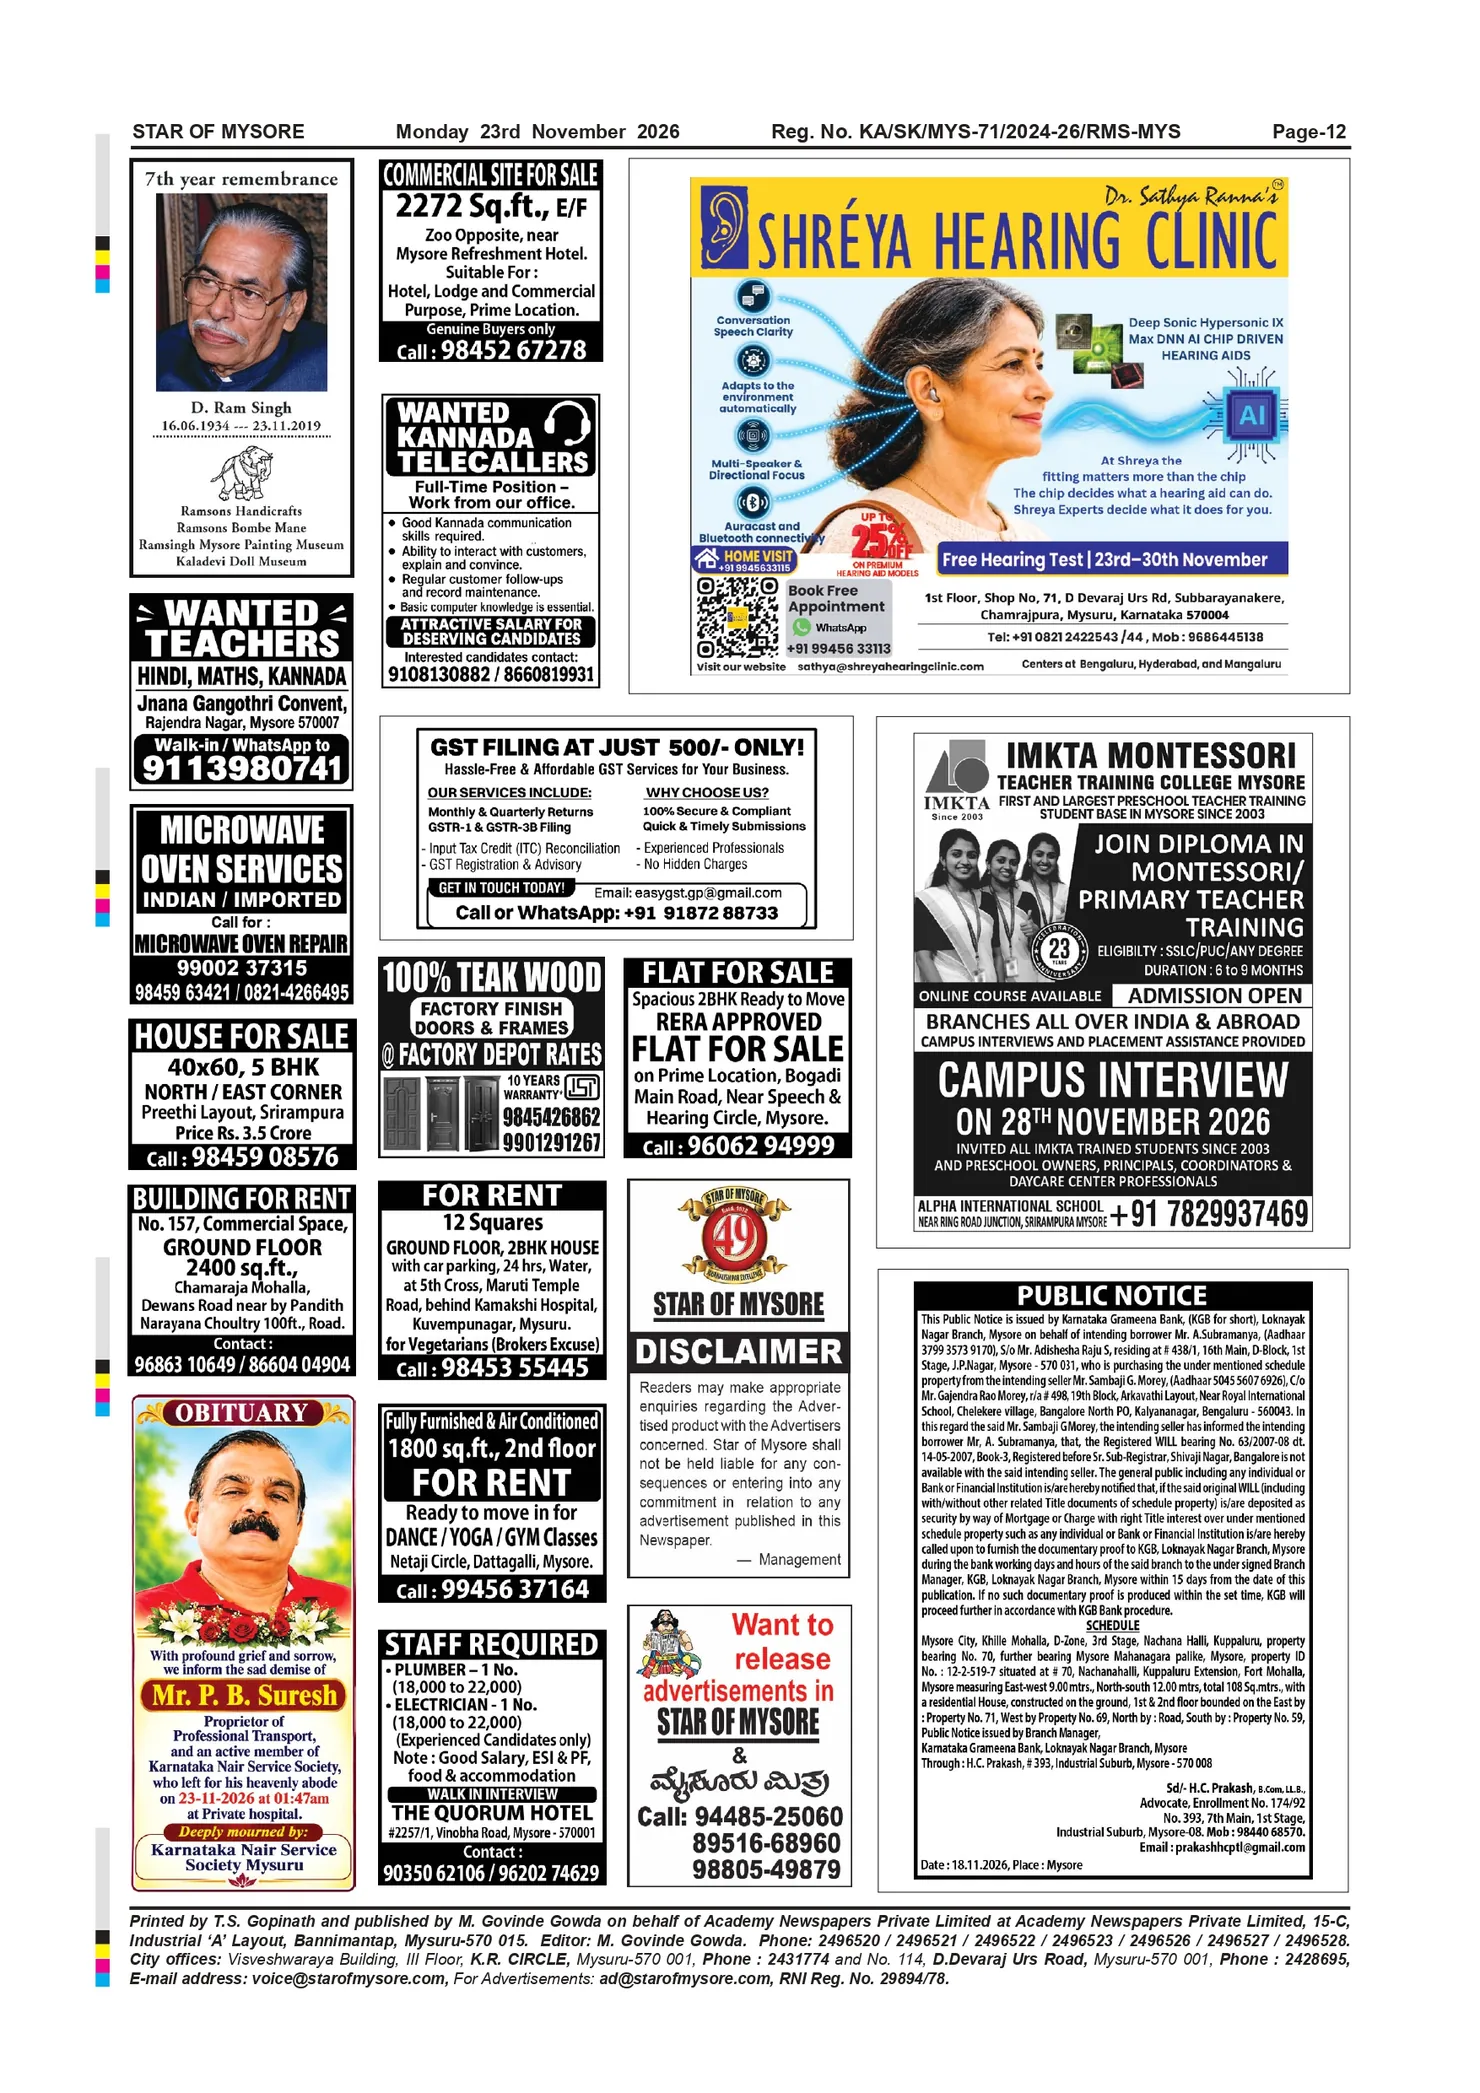 STAR OF MYSORE Monday 23rd November 2026 Reg. No. KA/SK/MYS-71/2024-26/RMS-MYS Page-12
7th year remembrance
D. Ram Singh
16.06.1934 --- 23.11.2019
Ramsons Handicrafts
Ramsons Bombe Mane
Ramsingh Mysore Painting Museum
Kaladevi Doll Museum
WANTED
TEACHERS
HINDI, MATHS, KANNADA
Jnana Gangothri Convent,
Rajendra Nagar, Mysore 570007
Walk-in / WhatsApp to
9113980741
MICROWAVE
OVEN SERVICES
INDIAN / IMPORTED
Call for :
MICROWAVE OVEN REPAIR
99002 37315
98459 63421 / 0821-4266495
HOUSE FOR SALE
40x60, 5 BHK
NORTH / EAST CORNER
Preethi Layout, Srirampura
Price Rs. 3.5 Crore
Call : 98459 08576
BUILDING FOR RENT
No. 157, Commercial Space,
GROUND FLOOR
2400 sq.ft.,
Chamaraja Mohalla,
Dewans Road near by Pandith
Narayana Choultry 100ft., Road.
Contact :
96863 10649 / 86604 04904
OBITUARY
With profound grief and sorrow,
we inform the sad demise of
Mr. P. B. Suresh
Proprietor of
Professional Transport,
and an active member of
Karnataka Nair Service Society,
who left for his heavenly abode
on 23-11-2026 at 01:47am
at Private hospital.
Deeply mourned by:
Karnataka Nair Service
Society Mysuru
COMMERCIAL SITE FOR SALE
2272 Sq.ft., E/F
Zoo Opposite, near
Mysore Refreshment Hotel.
Suitable For :
Hotel, Lodge and Commercial
Purpose, Prime Location.
Genuine Buyers only
Call : 98452 67278
WANTED
KANNADA
TELECALLERS
Full-Time Position –
Work from our office.
• Good Kannada communication
skills required.
• Ability to interact with customers,
explain and convince.
• Regular customer follow-ups
and record maintenance.
• Basic computer knowledge is essential.
ATTRACTIVE SALARY FOR
DESERVING CANDIDATES
Interested candidates contact:
9108130882 / 8660819931
Dr. Sathya Ranna's TM
SHRÉYA HEARING CLINIC
Conversation
Speech Clarity
Adapts to the
environment
automatically
Multi-Speaker &
Directional Focus
Auracast and
Bluetooth connectivity
Deep Sonic Hypersonic IX
Max DNN AI CHIP DRIVEN
HEARING AIDS
AI
At Shreya the
fitting matters more than the chip
The chip decides what a hearing aid can do.
Shreya Experts decide what it does for you.
HOME VISIT
+91 9945633115
UP TO
25%
OFF
ON PREMIUM
HEARING AID MODELS
Free Hearing Test | 23rd–30th November
Book Free
Appointment
WhatsApp
+91 99456 33113
Visit our website sathya@shreyahearingclinic.com
1st Floor, Shop No, 71, D Devaraj Urs Rd, Subbarayanakere,
Chamrajpura, Mysuru, Karnataka 570004
Tel: +91 0821 2422543 /44 , Mob : 9686445138
Centers at Bengaluru, Hyderabad, and Mangaluru
GST FILING AT JUST 500/- ONLY!
Hassle-Free & Affordable GST Services for Your Business.
OUR SERVICES INCLUDE:
Monthly & Quarterly Returns
GSTR-1 & GSTR-3B Filing
- Input Tax Credit (ITC) Reconciliation
- GST Registration & Advisory
WHY CHOOSE US?
100% Secure & Compliant
Quick & Timely Submissions
- Experienced Professionals
- No Hidden Charges
GET IN TOUCH TODAY!
Email: easygst.gp@gmail.com
Call or WhatsApp: +91 91872 88733
100% TEAK WOOD
FACTORY FINISH
DOORS & FRAMES
@ FACTORY DEPOT RATES
10 YEARS
WARRANTY*
ISI
9845426862
9901291267
FLAT FOR SALE
Spacious 2BHK Ready to Move
RERA APPROVED
FLAT FOR SALE
on Prime Location, Bogadi
Main Road, Near Speech &
Hearing Circle, Mysore.
Call : 96062 94999
FOR RENT
12 Squares
GROUND FLOOR, 2BHK HOUSE
with car parking, 24 hrs, Water,
at 5th Cross, Maruti Temple
Road, behind Kamakshi Hospital,
Kuvempunagar, Mysuru.
for Vegetarians (Brokers Excuse)
Call : 98453 55445
Fully Furnished & Air Conditioned
1800 sq.ft., 2nd floor
FOR RENT
Ready to move in for
DANCE / YOGA / GYM Classes
Netaji Circle, Dattagalli, Mysore.
Call : 99456 37164
STAFF REQUIRED
• PLUMBER – 1 No.
(18,000 to 22,000)
• ELECTRICIAN - 1 No.
(18,000 to 22,000)
(Experienced Candidates only)
Note : Good Salary, ESI & PF,
food & accommodation
WALK IN INTERVIEW
THE QUORUM HOTEL
#2257/1, Vinobha Road, Mysore - 570001
Contact :
90350 62106 / 96202 74629
STAR OF MYSORE
Estd. 1978
49
STAR OF MYSORE
DISCLAIMER
Readers may make appropriate
enquiries regarding the Adver-
tised product with the Advertisers
concerned. Star of Mysore shall
not be held liable for any con-
sequences or entering into any
commitment in relation to any
advertisement published in this
Newspaper.
— Management
Want to
release
advertisements in
STAR OF MYSORE
&
ಮೈಸೂರು ಮಿತ್ರ
Call: 94485-25060
89516-68960
98805-49879
IMKTA
Since 2003
IMKTA MONTESSORI
TEACHER TRAINING COLLEGE MYSORE
FIRST AND LARGEST PRESCHOOL TEACHER TRAINING
STUDENT BASE IN MYSORE SINCE 2003
JOIN DIPLOMA IN
MONTESSORI/
PRIMARY TEACHER
TRAINING
CELEBRATION
23
YEARS
ANNIVERSARY
ELIGIBILTY : SSLC/PUC/ANY DEGREE
DURATION : 6 to 9 MONTHS
ONLINE COURSE AVAILABLE ADMISSION OPEN
BRANCHES ALL OVER INDIA & ABROAD
CAMPUS INTERVIEWS AND PLACEMENT ASSISTANCE PROVIDED
CAMPUS INTERVIEW
ON 28TH NOVEMBER 2026
INVITED ALL IMKTA TRAINED STUDENTS SINCE 2003
AND PRESCHOOL OWNERS, PRINCIPALS, COORDINATORS &
DAYCARE CENTER PROFESSIONALS
ALPHA INTERNATIONAL SCHOOL
NEAR RING ROAD JUNCTION, SRIRAMPURA MYSORE
+91 7829937469
PUBLIC NOTICE
This Public Notice is issued by Karnataka Grameena Bank, (KGB for short), Loknayak
Nagar Branch, Mysore on behalf of intending borrower Mr. A.Subramanya, (Aadhaar
3799 3573 9170), S/o Mr. Adishesha Raju S, residing at # 438/1, 16th Main, D-Block, 1st
Stage, J.P.Nagar, Mysore - 570 031, who is purchasing the under mentioned schedule
property from the intending seller Mr. Sambaji G. Morey, (Aadhaar 5045 5607 6926), C/o
Mr. Gajendra Rao Morey, r/a # 498, 19th Block, Arkavathi Layout, Near Royal International
School, Chelekere village, Bangalore North PO, Kalyananagar, Bengaluru - 560043. In
this regard the said Mr. Sambaji GMorey, the intending seller has informed the intending
borrower Mr, A. Subramanya, that, the Registered WILL bearing No. 63/2007-08 dt.
14-05-2007, Book-3, Registered before Sr. Sub-Registrar, Shivaji Nagar, Bangalore is not
available with the said intending seller. The general public including any individual or
Bank or Financial Institution is/are hereby notified that, if the said original WILL (including
with/without other related Title documents of schedule property) is/are deposited as
security by way of Mortgage or Charge with right Title interest over under mentioned
schedule property such as any individual or Bank or Financial Institution is/are hereby
called upon to furnish the documentary proof to KGB, Loknayak Nagar Branch, Mysore
during the bank working days and hours of the said branch to the under signed Branch
Manager, KGB, Loknayak Nagar Branch, Mysore within 15 days from the date of this
publication. If no such documentary proof is produced within the set time, KGB will
proceed further in accordance with KGB Bank procedure.
SCHEDULE
Mysore City, Khille Mohalla, D-Zone, 3rd Stage, Nachana Halli, Kuppaluru, property
bearing No. 70, further bearing Mysore Mahanagara palike, Mysore, property ID
No. : 12-2-519-7 situated at # 70, Nachanahalli, Kuppaluru Extension, Fort Mohalla,
Mysore measuring East-west 9.00 mtrs., North-south 12.00 mtrs, total 108 Sq.mtrs., with
a residential House, constructed on the ground, 1st & 2nd floor bounded on the East by
: Property No. 71, West by Property No. 69, North by : Road, South by : Property No. 59,
Public Notice issued by Branch Manager,
Karnataka Grameena Bank, Loknayak Nagar Branch, Mysore
Through : H.C. Prakash, # 393, Industrial Suburb, Mysore - 570 008
Sd/- H.C. Prakash, B.Com, LL.B.,
Advocate, Enrollment No. 174/92
No. 393, 7th Main, 1st Stage,
Industrial Suburb, Mysore-08. Mob : 98440 68570.
Email : prakashhcptl@gmail.com
Date : 18.11.2026, Place : Mysore
Printed by T.S. Gopinath and published by M. Govinde Gowda on behalf of Academy Newspapers Private Limited at Academy Newspapers Private Limited, 15-C,
Industrial ‘A’ Layout, Bannimantap, Mysuru-570 015. Editor: M. Govinde Gowda. Phone: 2496520 / 2496521 / 2496522 / 2496523 / 2496526 / 2496527 / 2496528.
City offices: Visveshwaraya Building, III Floor, K.R. CIRCLE, Mysuru-570 001, Phone : 2431774 and No. 114, D.Devaraj Urs Road, Mysuru-570 001, Phone : 2428695,
E-mail address: voice@starofmysore.com, For Advertisements: ad@starofmysore.com, RNI Reg. No. 29894/78.